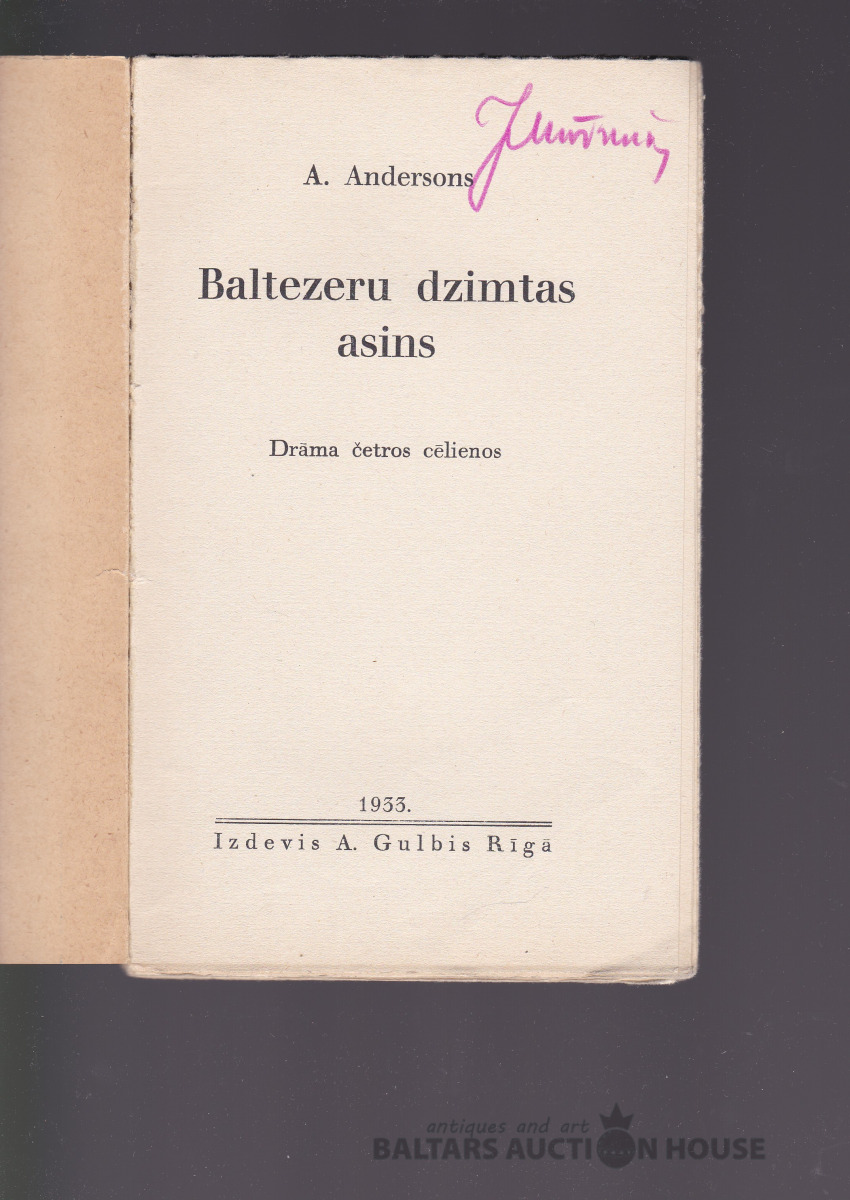 A. Andersons
Baltezeru dzimtas
asins
Drāma četros cēlienos
1933.
Izdevis A. Gulbis Rīgā
antiques and art
BALTARS AUCTION HOUSE